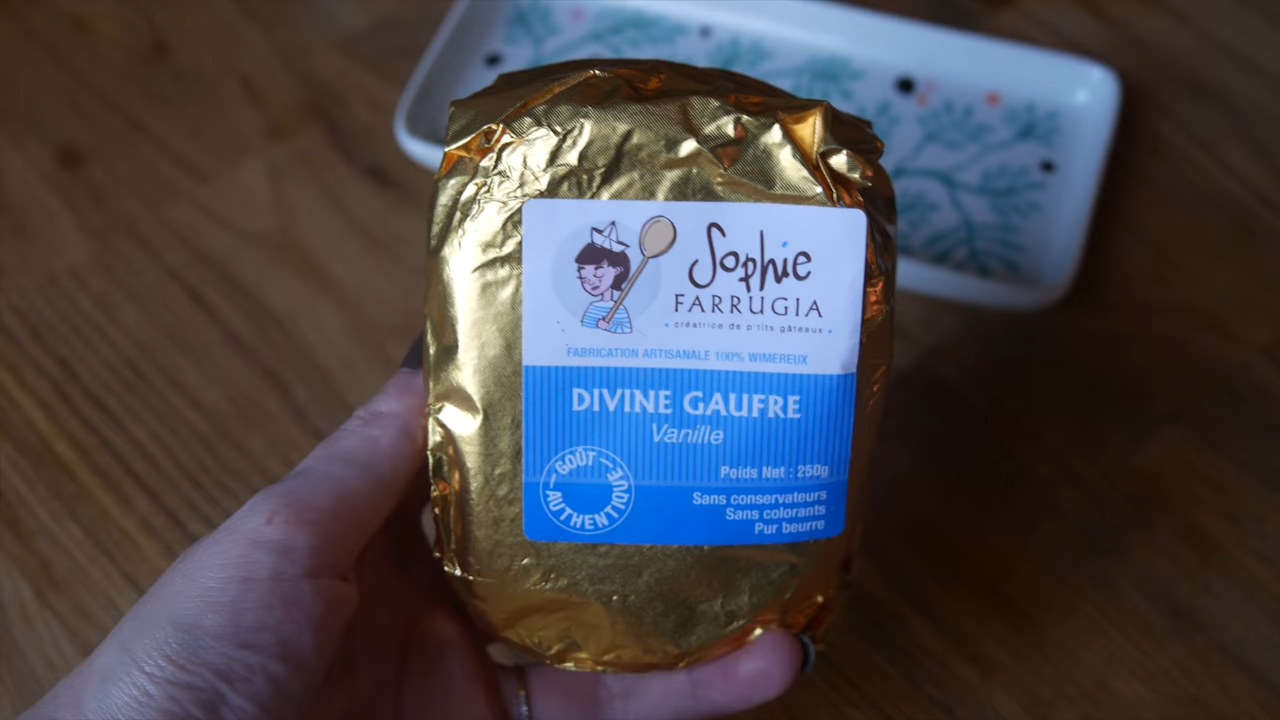 Sophie
FARRUGIA
créatrice de p'tits gâteaux
FABRICATION ARTISANALE 100% WIMEREUX
DIVINE GAUFRE
Vanille
GOÛT
AUTHENTIQUE
Poids Net : 250g
Sans conservateurs
Sans colorants
Pur beurre